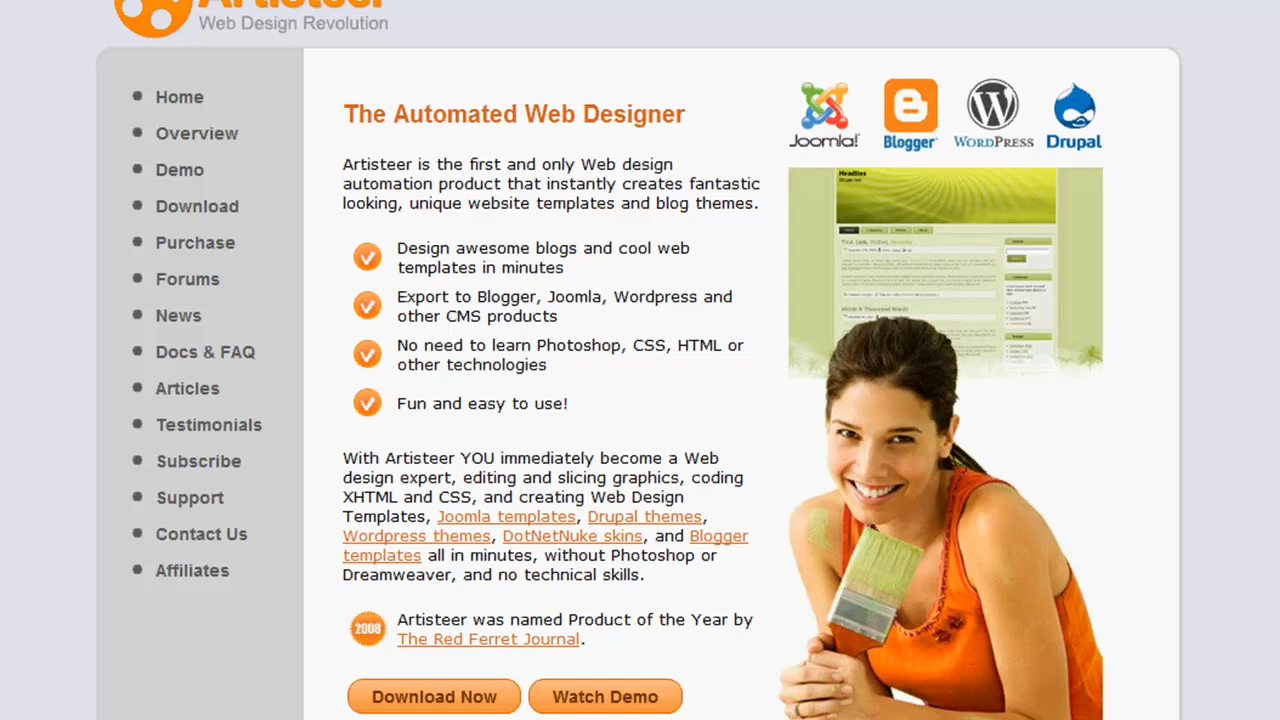 Artisteer
Web Design Revolution
Home
Overview
Demo
Download
Purchase
Forums
News
Docs & FAQ
Articles
Testimonials
Subscribe
Support
Contact Us
Affiliates
The Automated Web Designer
Artisteer is the first and only Web design
automation product that instantly creates fantastic
looking, unique website templates and blog themes.
Design awesome blogs and cool web
templates in minutes
Export to Blogger, Joomla, Wordpress and
other CMS products
No need to learn Photoshop, CSS, HTML or
other technologies
Fun and easy to use!
With Artisteer YOU immediately become a Web
design expert, editing and slicing graphics, coding
XHTML and CSS, and creating Web Design
Templates, Joomla templates, Drupal themes,
Wordpress themes, DotNetNuke skins, and Blogger
templates all in minutes, without Photoshop or
Dreamweaver, and no technical skills.
2008
Artisteer was named Product of the Year by
The Red Ferret Journal.
Download Now
Watch Demo
Joomla!
Blogger
WORDPRESS
Drupal
Headline